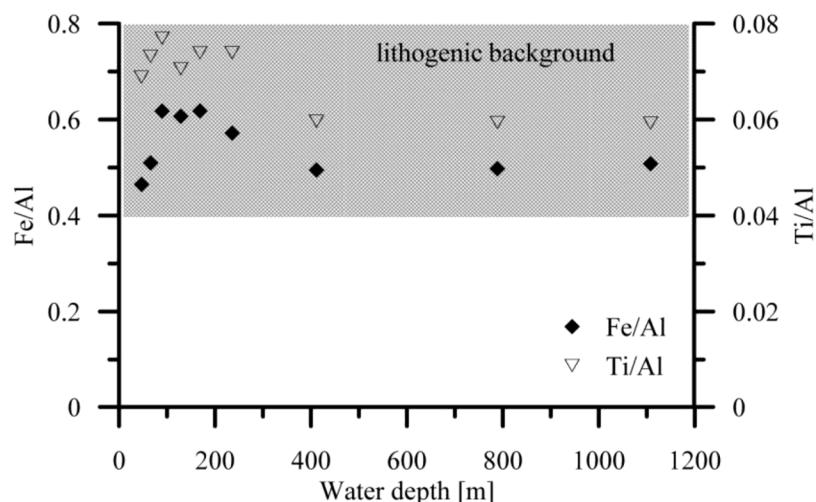 0.8
0.6
0.4
0.2
0
Fe/Al
lithogenic background
Fe/Al
Ti/Al
0.08
0.06
0.04
0.02
0
Ti/Al
0 200 400 600 800 1000 1200
Water depth [m]